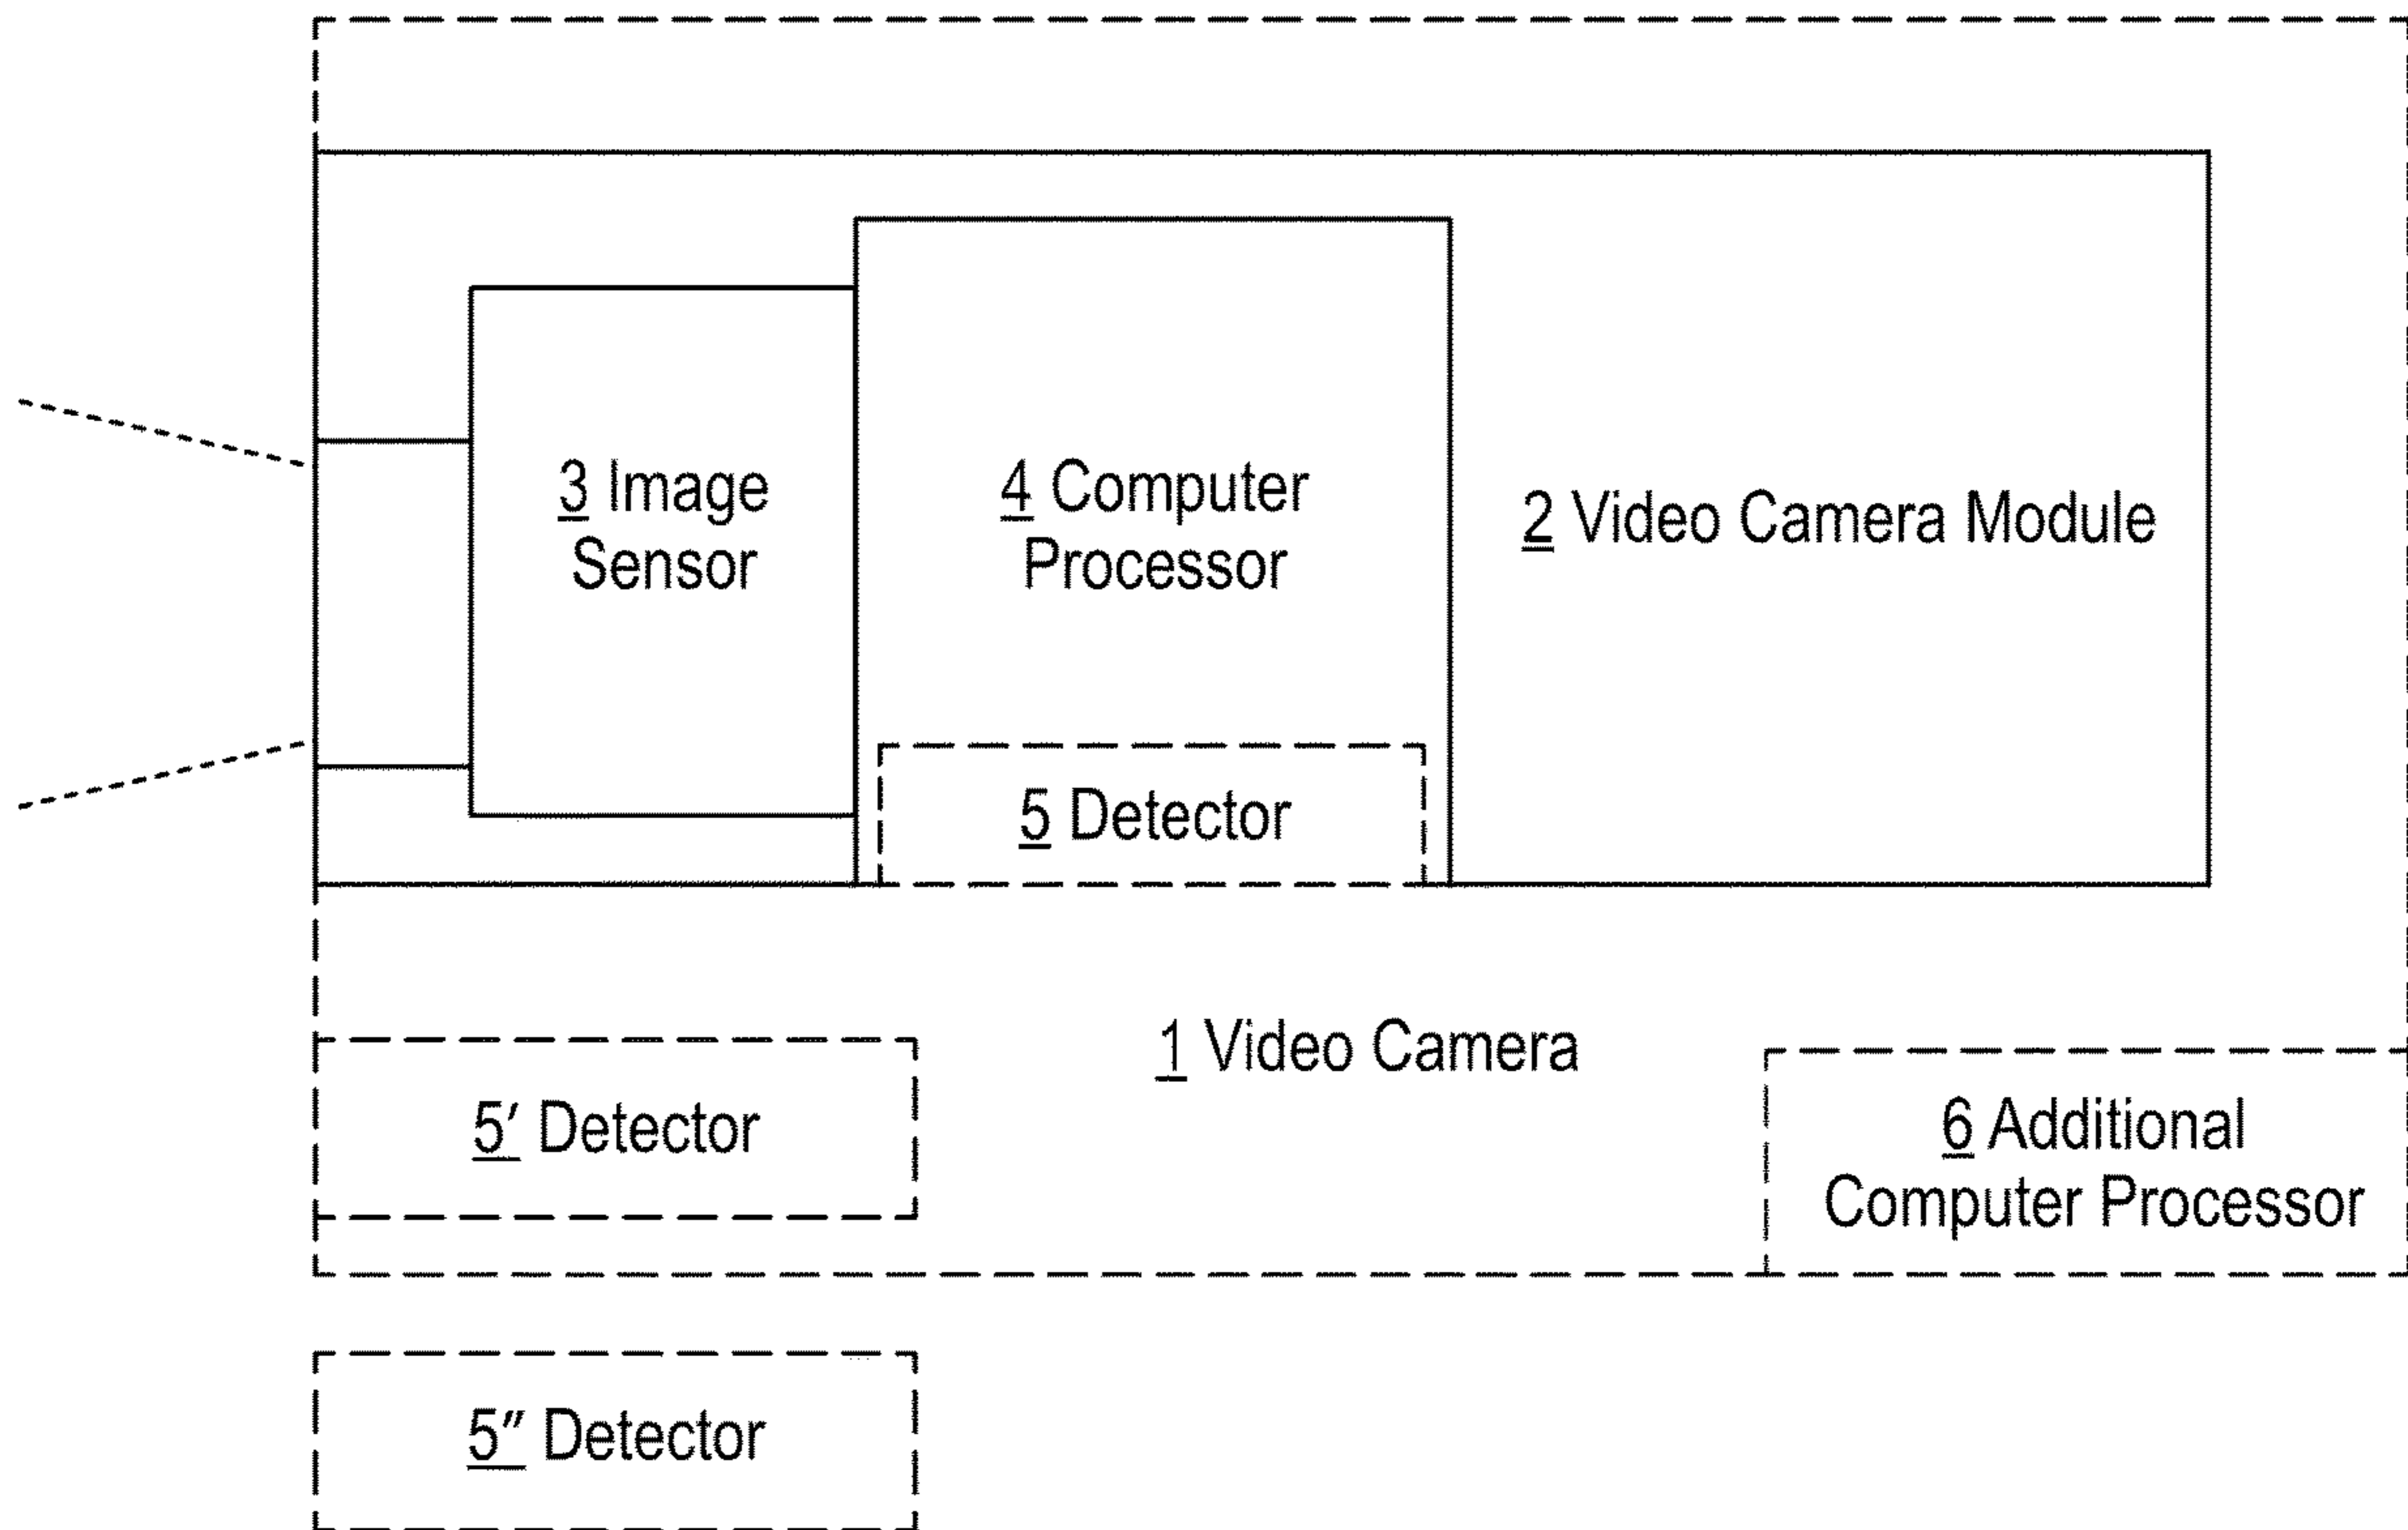 3 Image
Sensor
4 Computer
Processor
2 Video Camera Module
5 Detector
1 Video Camera
5′ Detector
6 Additional
Computer Processor
5″ Detector